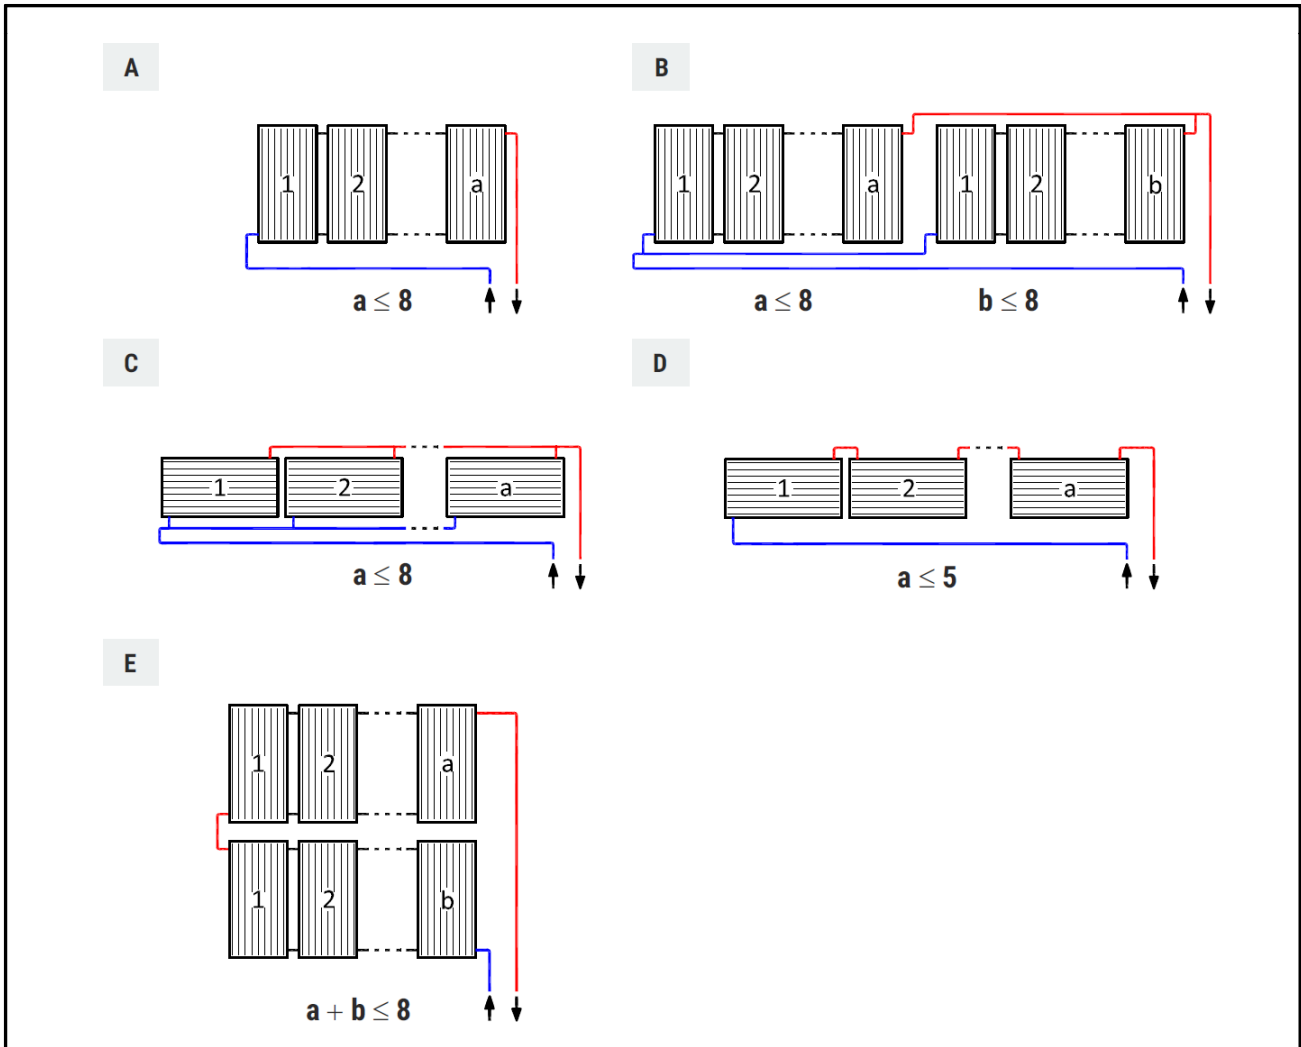 A
B
1 2 a
1 2 a 1 2 b
a ≤ 8
a ≤ 8 b ≤ 8
C
D
1 2 a
1 2 a
a ≤ 8
a ≤ 5
E
1 2 a
1 2 b
a + b ≤ 8